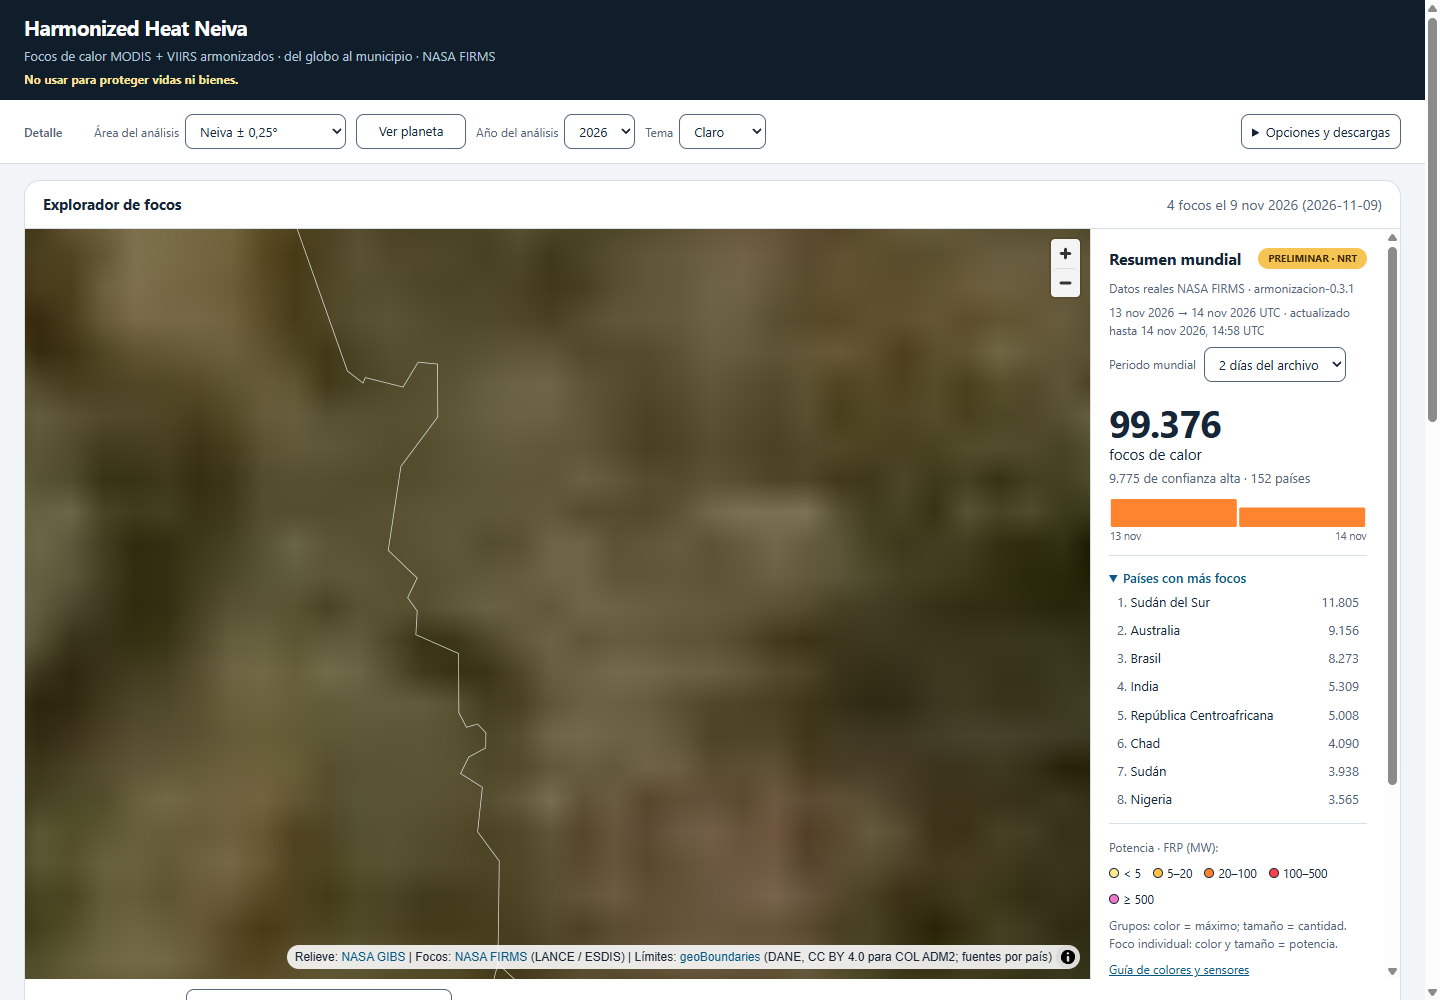 Harmonized Heat Neiva
Focos de calor MODIS + VIIRS armonizados · del globo al municipio · NASA FIRMS
No usar para proteger vidas ni bienes.
Detalle Área del análisis Neiva ± 0,25° Ver planeta Año del análisis 2026 Tema Claro ▶ Opciones y descargas
Explorador de focos
4 focos el 9 nov 2026 (2026-11-09)
+
−
Relieve: NASA GIBS | Focos: NASA FIRMS (LANCE / ESDIS) | Límites: geoBoundaries (DANE, CC BY 4.0 para COL ADM2; fuentes por país)
Resumen mundial PRELIMINAR · NRT
Datos reales NASA FIRMS · armonizacion-0.3.1
13 nov 2026 → 14 nov 2026 UTC · actualizado
hasta 14 nov 2026, 14:58 UTC
Periodo mundial 2 días del archivo
99.376
focos de calor
9.775 de confianza alta · 152 países
13 nov 14 nov
▼ Países con más focos
1. Sudán del Sur 11.805
2. Australia 9.156
3. Brasil 8.273
4. India 5.309
5. República Centroafricana 5.008
6. Chad 4.090
7. Sudán 3.938
8. Nigeria 3.565
Potencia · FRP (MW):
< 5 5–20 20–100 100–500
≥ 500
Grupos: color = máximo; tamaño = cantidad.
Foco individual: color y tamaño = potencia.
Guía de colores y sensores